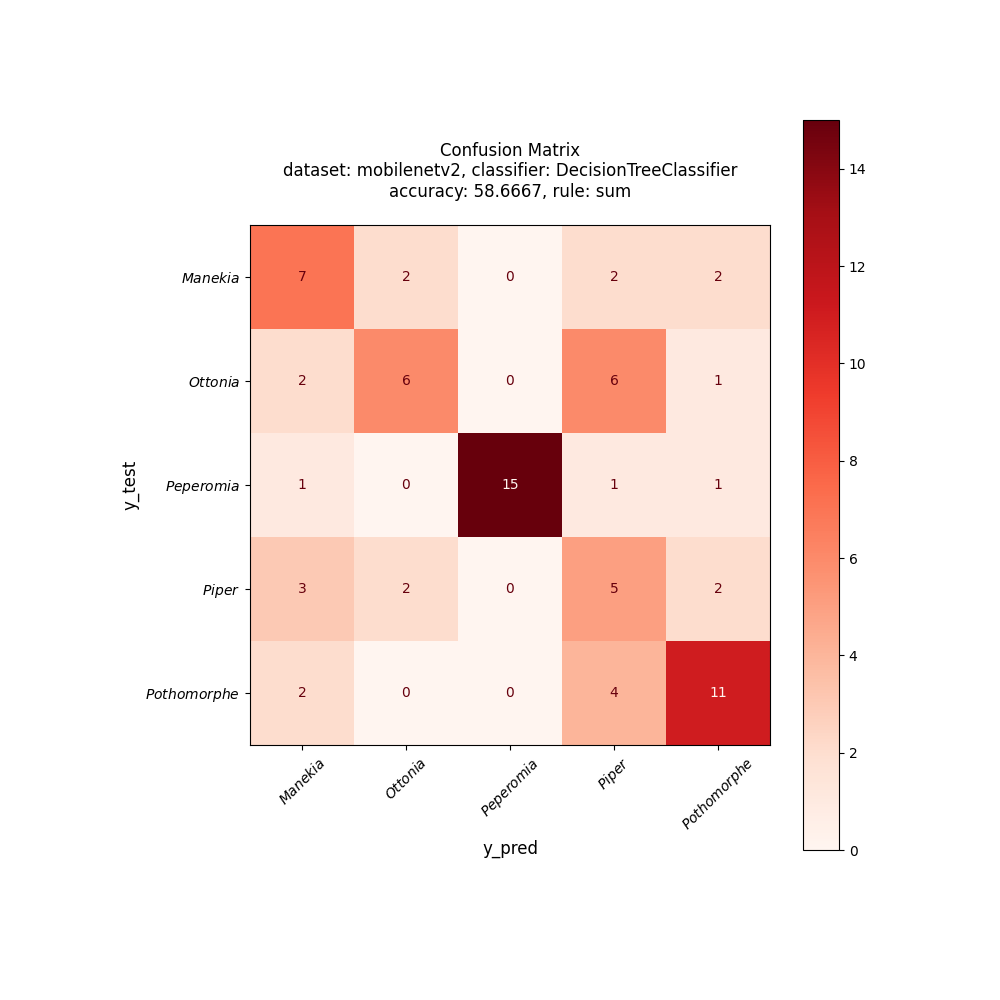 Confusion Matrix
dataset: mobilenetv2, classifier: DecisionTreeClassifier
accuracy: 58.6667, rule: sum
Manekia 7 2 0 2 2
Ottonia 2 6 0 6 1
Peperomia 1 0 15 1 1
Piper 3 2 0 5 2
Pothomorphe 2 0 0 4 11
Manekia Ottonia Peperomia Piper Pothomorphe
y_pred
y_test
14
12
10
8
6
4
2
0